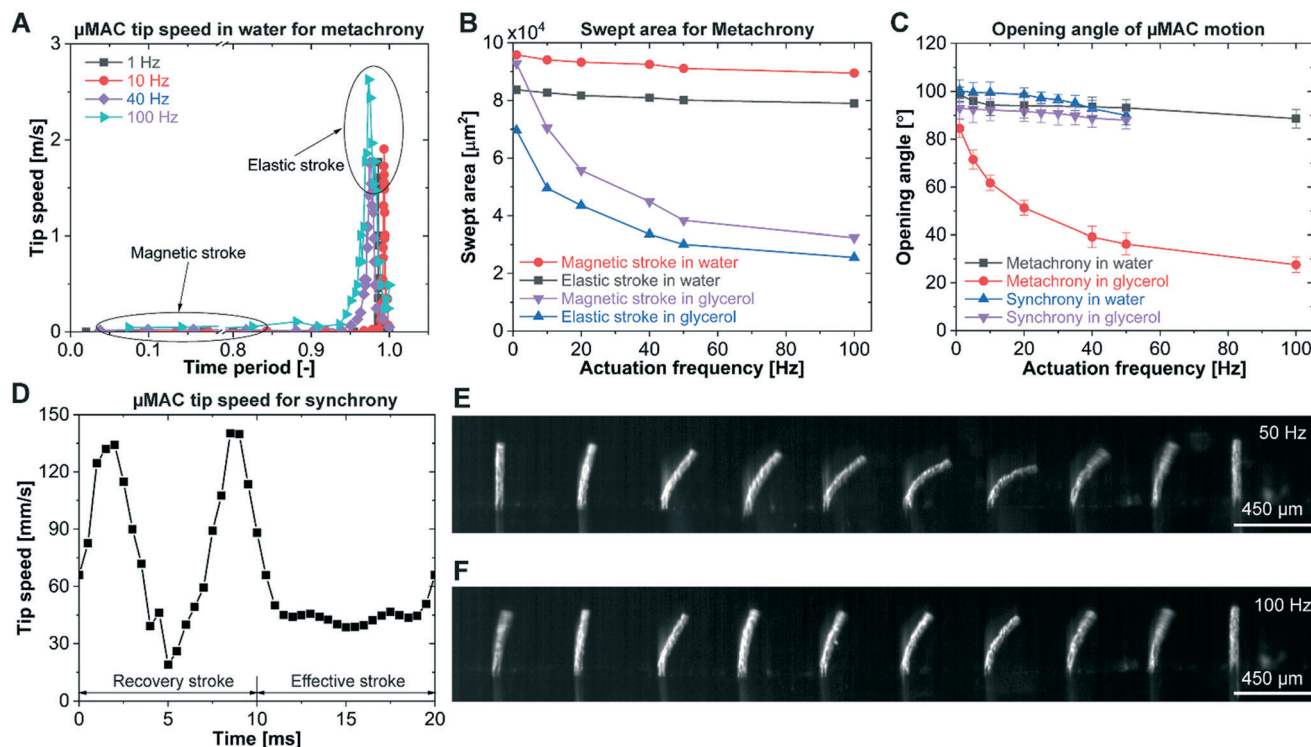 A
μMAC tip speed in water for metachrony
1 Hz
10 Hz
40 Hz
100 Hz
Elastic stroke
Magnetic stroke
Tip speed [m/s]
3
2
1
0
0.0
0.1
0.8
0.9
1.0
Time period [-]
B
Swept area for Metachrony
10 x10⁴
8
6
4
2
0
Swept area [μm²]
Magnetic stroke in water
Elastic stroke in water
Magnetic stroke in glycerol
Elastic stroke in glycerol
0
20
40
60
80
100
Actuation frequency [Hz]
C
Opening angle of μMAC motion
120
100
80
60
40
20
0
Opening angle [°]
Metachrony in water
Metachrony in glycerol
Synchrony in water
Synchrony in glycerol
0
20
40
60
80
100
Actuation frequency [Hz]
D
μMAC tip speed for synchrony
150
120
90
60
30
0
Tip speed [mm/s]
Recovery stroke
Effective stroke
0
5
10
15
20
Time [ms]
E
50 Hz
450 μm
F
100 Hz
450 μm